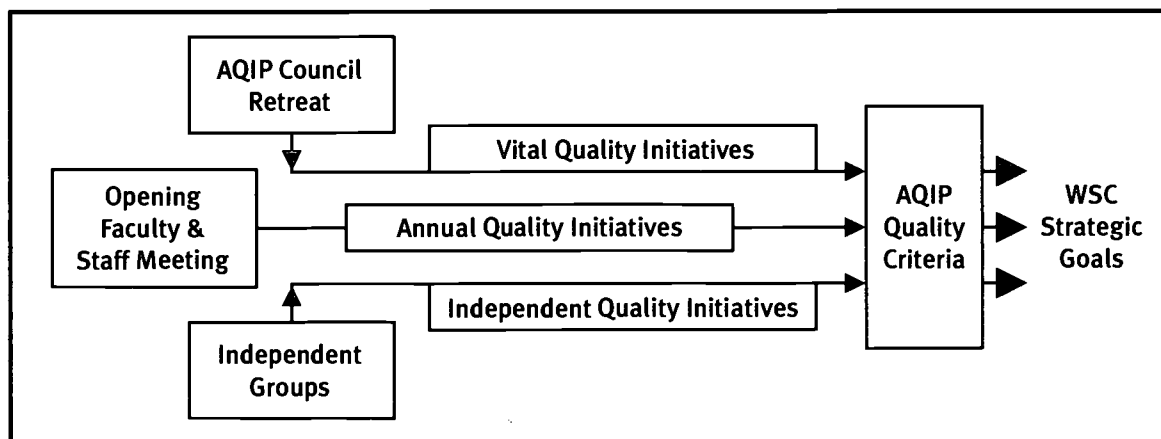 AQIP Council
Retreat
Vital Quality Initiatives
Opening
Faculty &
Staff Meeting
Annual Quality Initiatives
Independent Quality Initiatives
Independent
Groups
AQIP
Quality
Criteria
WSC
Strategic
Goals